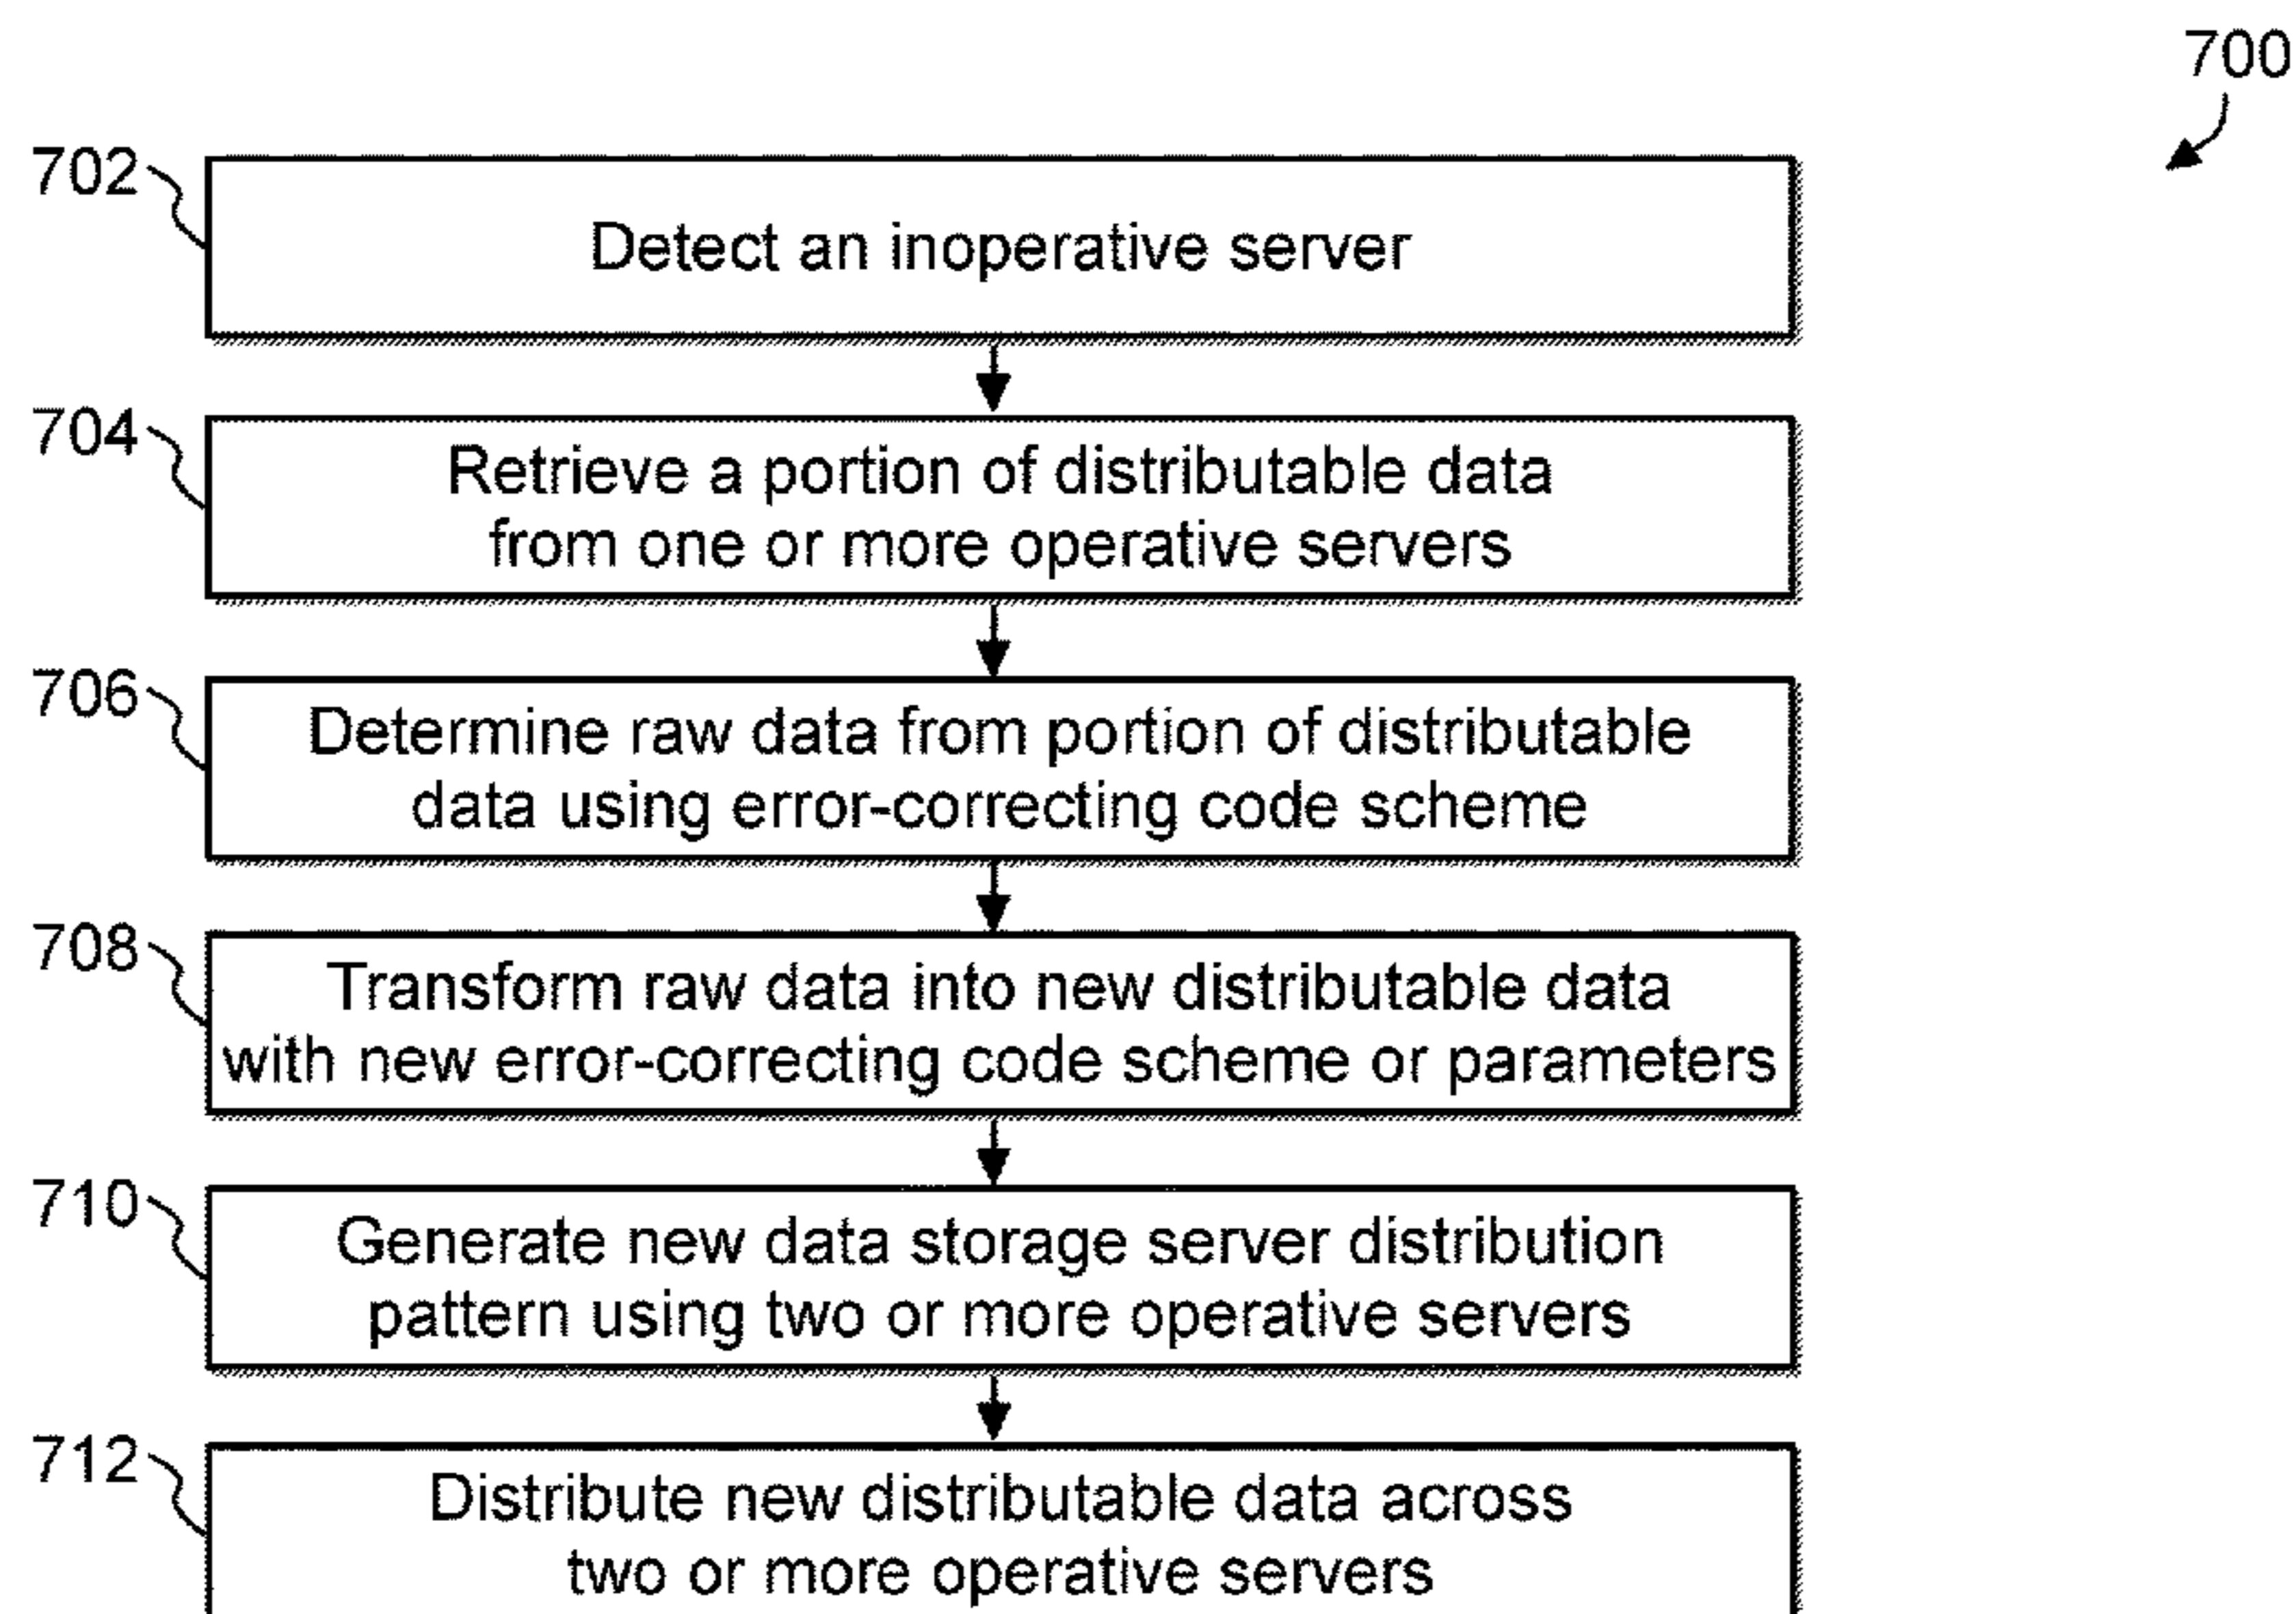 700
702
Detect an inoperative server
704
Retrieve a portion of distributable data
from one or more operative servers
706
Determine raw data from portion of distributable
data using error-correcting code scheme
708
Transform raw data into new distributable data
with new error-correcting code scheme or parameters
710
Generate new data storage server distribution
pattern using two or more operative servers
712
Distribute new distributable data across
two or more operative servers